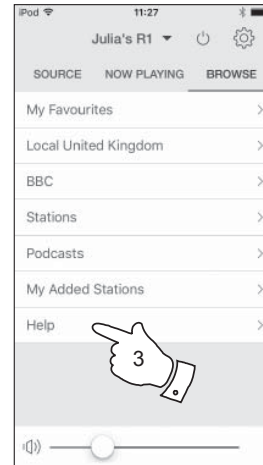 iPod 11:27
Julia's R1
SOURCE NOW PLAYING BROWSE
My Favourites
Local United Kingdom
BBC
Stations
Podcasts
My Added Stations
Help
3